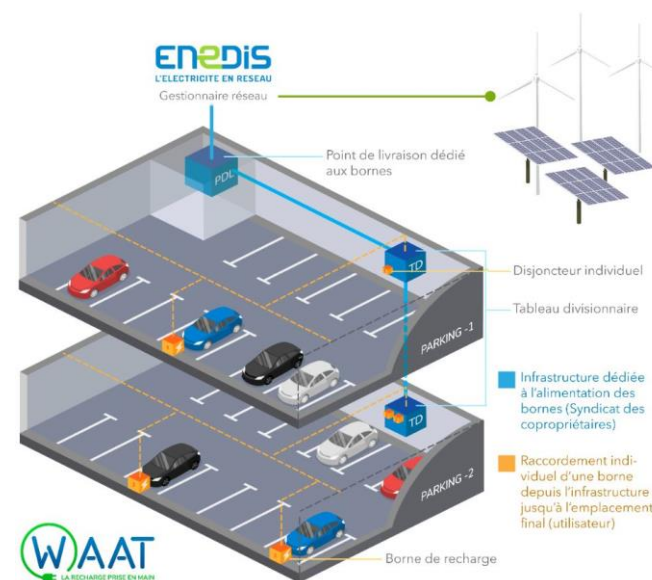 ENEDIS
L'ELECTRICITE EN RESEAU
Gestionnaire réseau
Point de livraison dédié
aux bornes
PDL
TD
Disjoncteur individuel
Tableau divisionnaire
PARKING -1
Infrastructure dédiée
à l'alimentation des
bornes (Syndicat des
copropriétaires)
TD
Raccordement indi-
viduel d'une borne
depuis l'infrastructure
jusqu'à l'emplacement
final (utilisateur)
PARKING -2
Borne de recharge
WAAT
LA RECHARGE PRISE EN MAIN